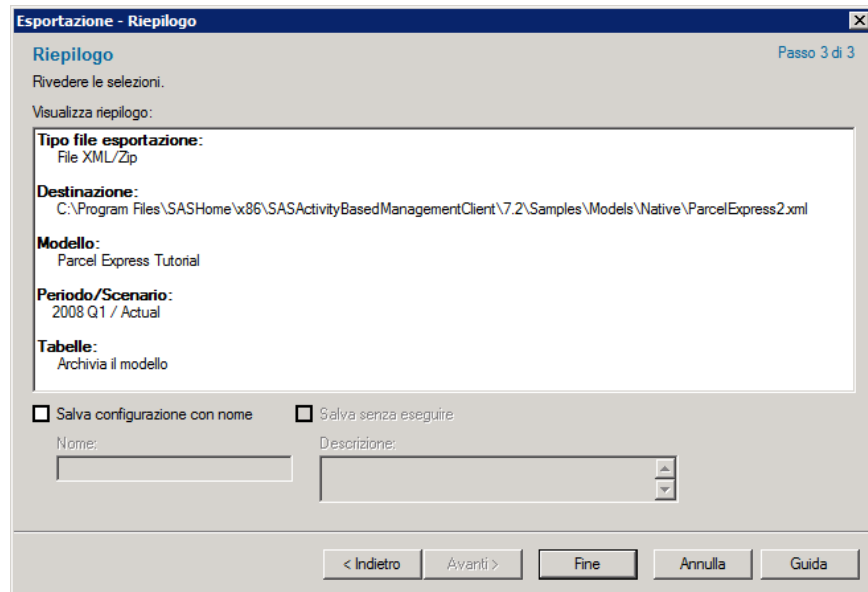 Esportazione - Riepilogo
Riepilogo
Passo 3 di 3
Rivedere le selezioni.
Visualizza riepilogo:
Tipo file esportazione:
File XML/Zip
Destinazione:
C:\Program Files\SASHome\x86\SASActivityBasedManagementClient\7.2\Samples\Models\Native\ParcelExpress2.xml
Modello:
Parcel Express Tutorial
Periodo/Scenario:
2008 Q1 / Actual
Tabelle:
Archivia il modello
Salva configurazione con nome
Salva senza eseguire
Nome:
Descrizione:
< Indietro
Avanti >
Fine
Annulla
Guida